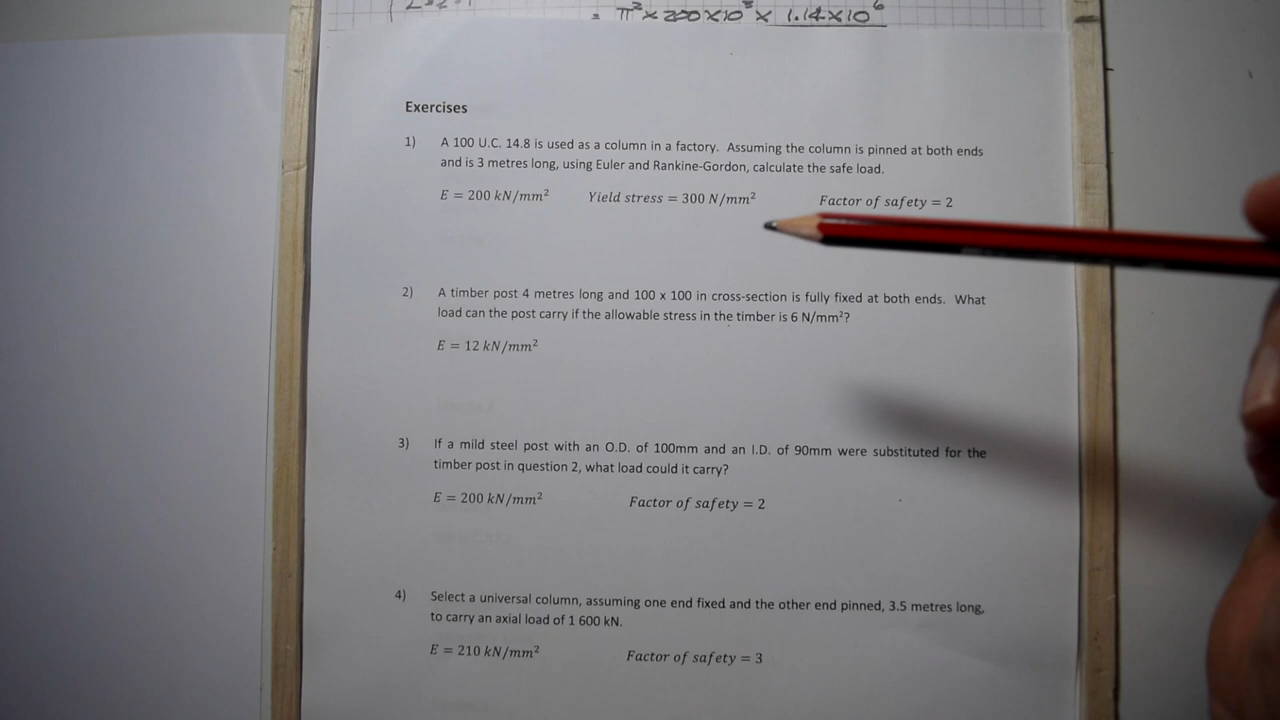 = π² × 200 × 10³ × 1.14 × 10⁶
Exercises
1) A 100 U.C. 14.8 is used as a column in a factory. Assuming the column is pinned at both ends
and is 3 metres long, using Euler and Rankine-Gordon, calculate the safe load.
E = 200 kN/mm² Yield stress = 300 N/mm² Factor of safety = 2
2) A timber post 4 metres long and 100 x 100 in cross-section is fully fixed at both ends. What
load can the post carry if the allowable stress in the timber is 6 N/mm²?
E = 12 kN/mm²
3) If a mild steel post with an O.D. of 100mm and an I.D. of 90mm were substituted for the
timber post in question 2, what load could it carry?
E = 200 kN/mm² Factor of safety = 2
4) Select a universal column, assuming one end fixed and the other end pinned, 3.5 metres long,
to carry an axial load of 1 600 kN.
E = 210 kN/mm² Factor of safety = 3